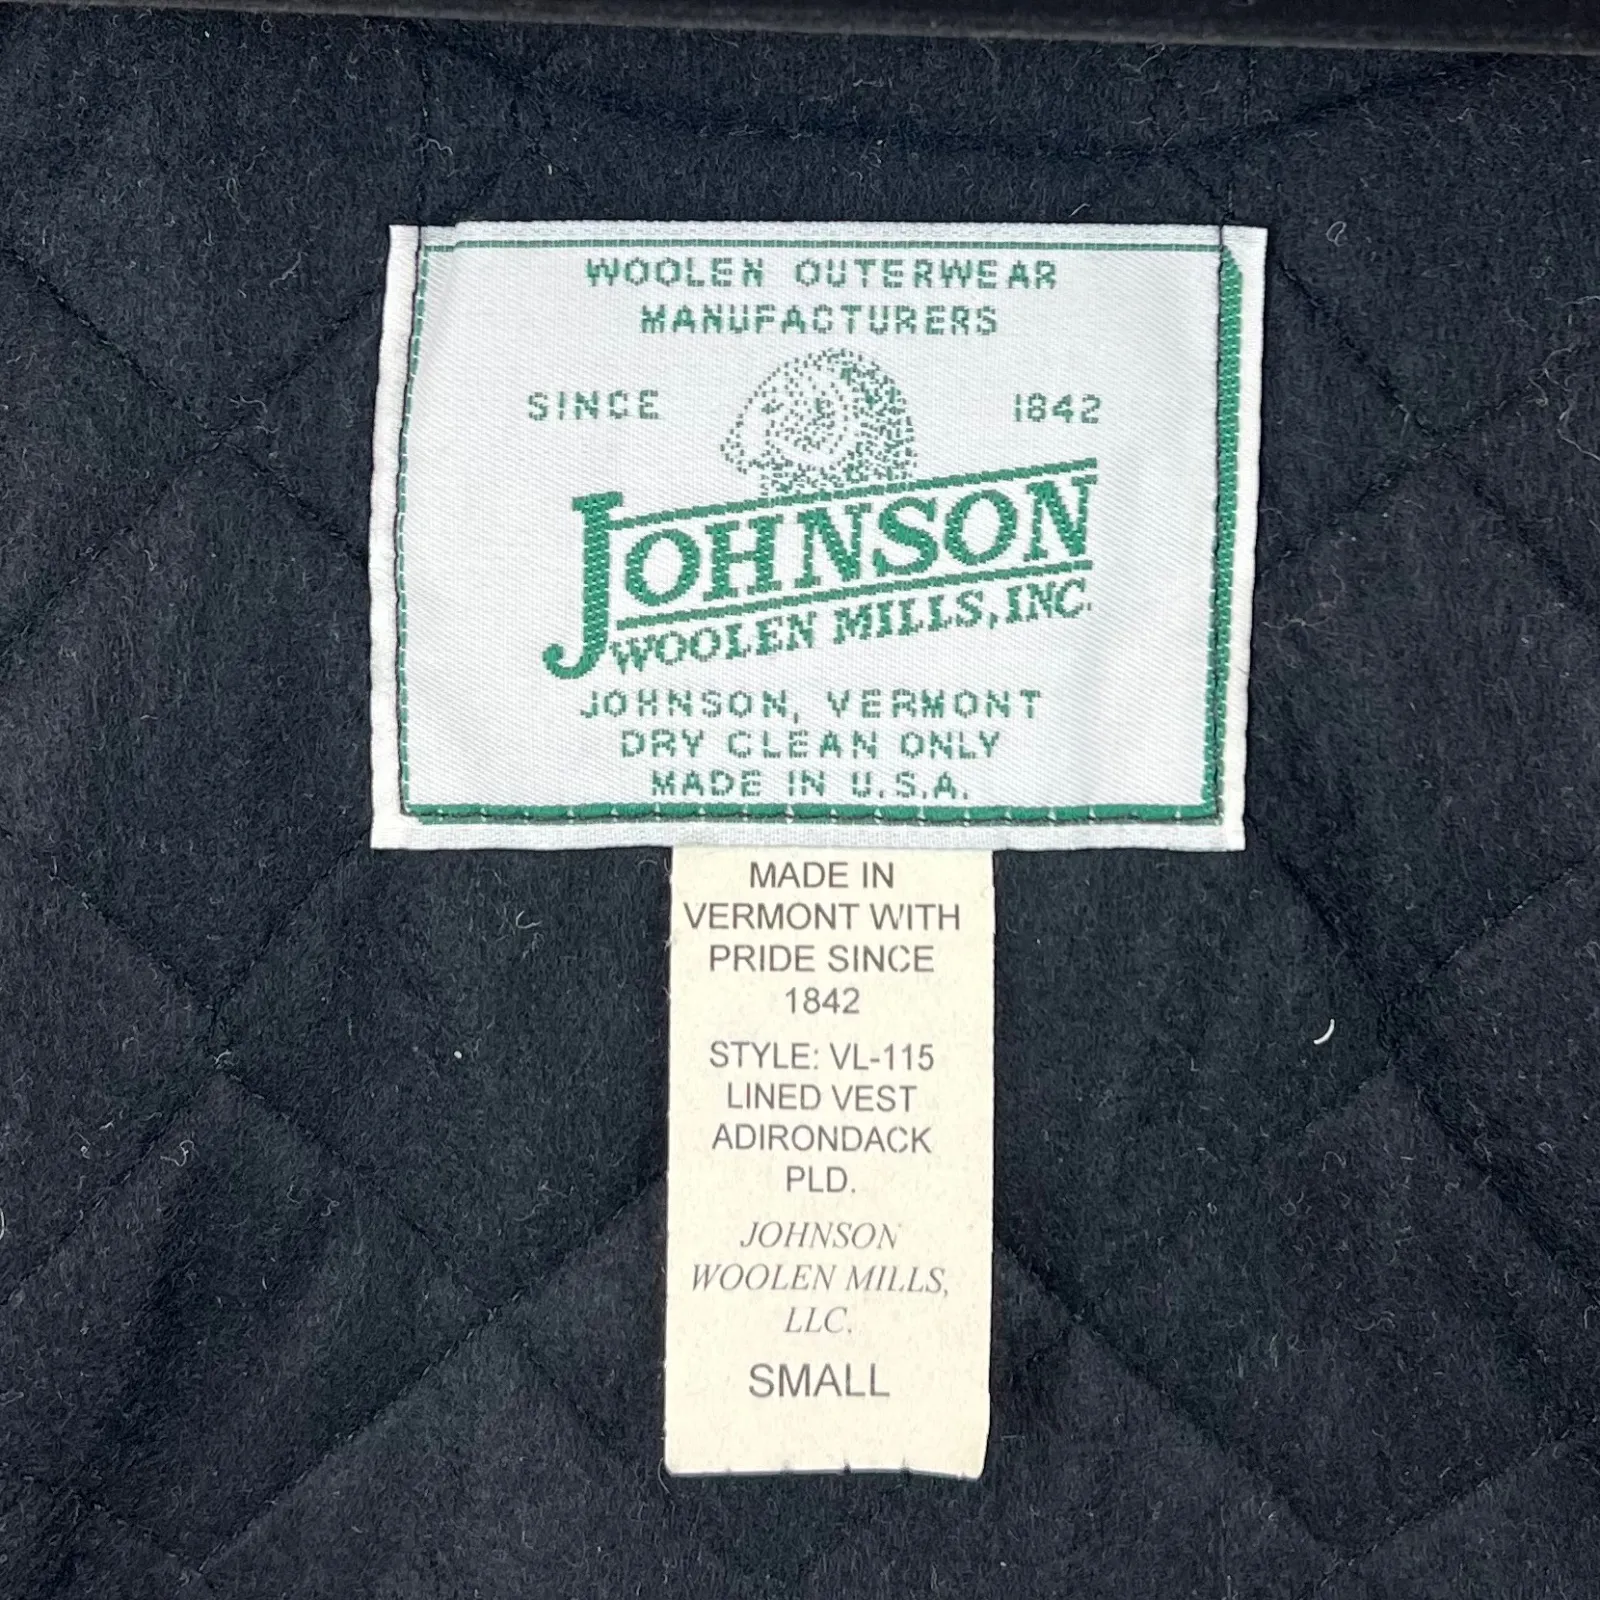 WOOLEN OUTERWEAR
MANUFACTURERS
SINCE 1842
JOHNSON
WOOLEN MILLS, INC.
JOHNSON, VERMONT
DRY CLEAN ONLY
MADE IN U.S.A.
MADE IN
VERMONT WITH
PRIDE SINCE
1842
STYLE: VL-115
LINED VEST
ADIRONDACK
PLD.
JOHNSON
WOOLEN MILLS,
LLC.
SMALL